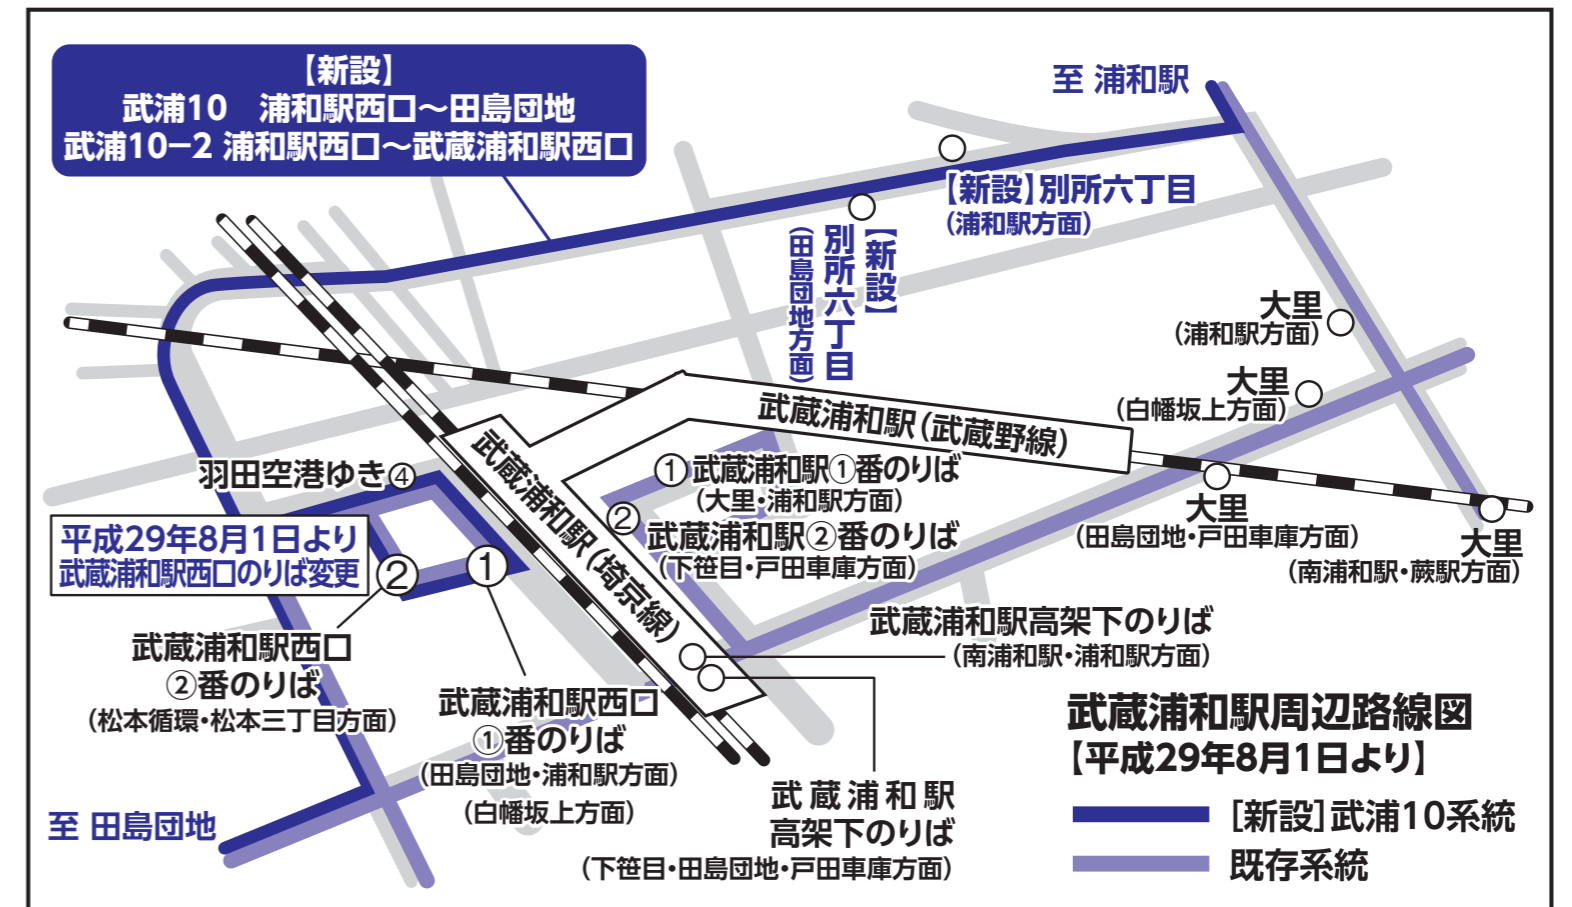 【新設】
武浦10　浦和駅西口～田島団地
武浦10−2 浦和駅西口～武蔵浦和駅西口
至 浦和駅
【新設】別所六丁目
（浦和駅方面）
【新設】
別所六丁目
（田島団地方面）
大里
（浦和駅方面）
大里
（白幡坂上方面）
武蔵浦和駅（武蔵野線）
武蔵浦和駅（埼京線）
羽田空港ゆき④
① 武蔵浦和駅①番のりば
（大里・浦和駅方面）
② 武蔵浦和駅②番のりば
（下笹目・戸田車庫方面）
大里
（田島団地・戸田車庫方面）
大里
（南浦和駅・蕨駅方面）
平成29年8月1日より
武蔵浦和駅西口のりば変更
②
①
武蔵浦和駅高架下のりば
（南浦和駅・浦和駅方面）
武蔵浦和駅西口
②番のりば
（松本循環・松本三丁目方面）
武蔵浦和駅西口
①番のりば
（田島団地・浦和駅方面）
（白幡坂上方面）
武蔵浦和駅
高架下のりば
（下笹目・田島団地・戸田車庫方面）
至 田島団地
武蔵浦和駅周辺路線図
【平成29年8月1日より】
［新設］武浦10系統
既存系統